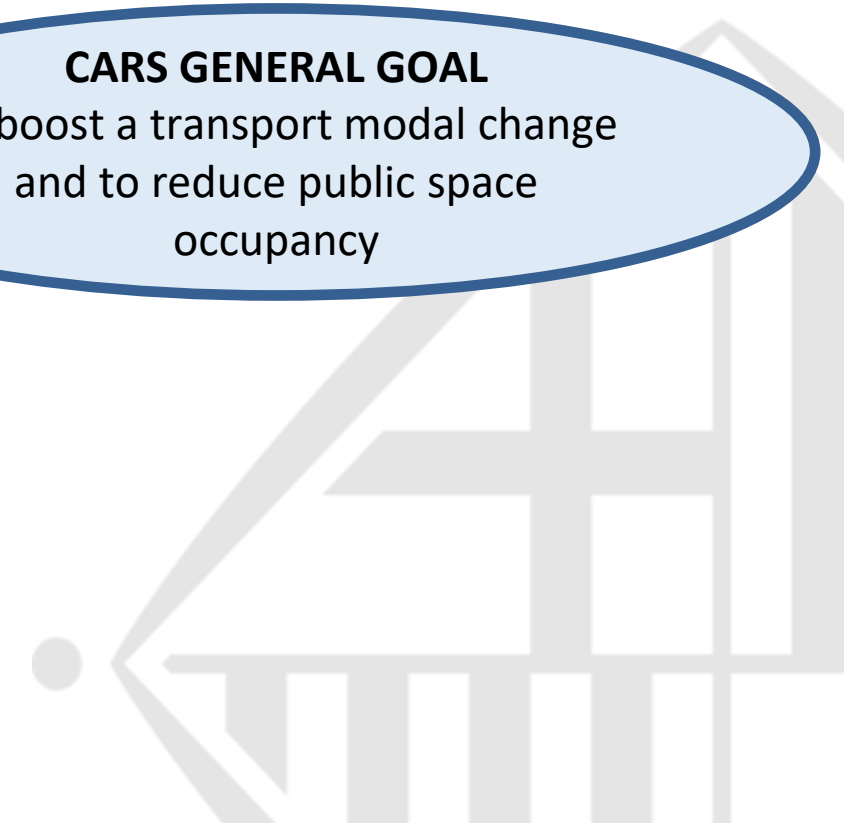 CARS GENERAL GOAL
boost a transport modal change
and to reduce public space
occupancy